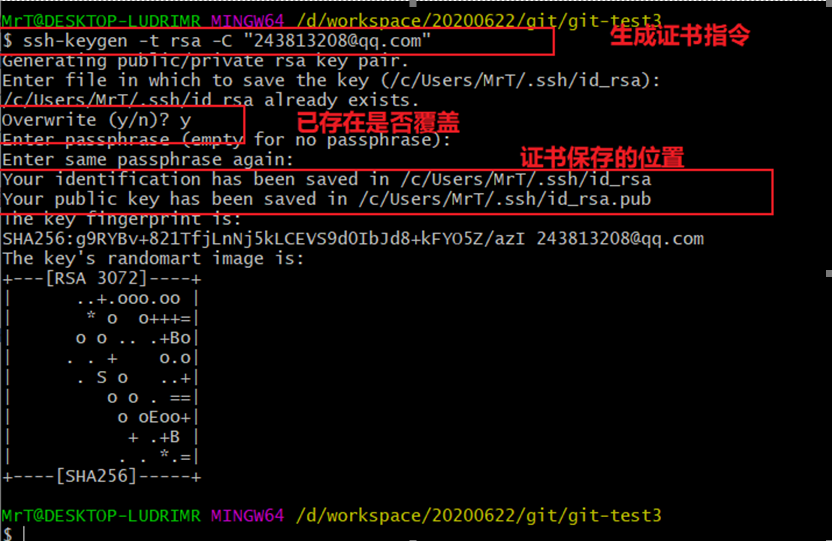 MrT@DESKTOP-LUDRIMR MINGW64 /d/workspace/20200622/git/git-test3
$ ssh-keygen -t rsa -C "243813208@qq.com"
生成证书指令
Generating public/private rsa key pair.
Enter file in which to save the key (/c/Users/MrT/.ssh/id_rsa):
/c/Users/MrT/.ssh/id_rsa already exists.
Overwrite (y/n)? y
已存在是否覆盖
Enter passphrase (empty for no passphrase):
Enter same passphrase again:
证书保存的位置
Your identification has been saved in /c/Users/MrT/.ssh/id_rsa
Your public key has been saved in /c/Users/MrT/.ssh/id_rsa.pub
The key fingerprint is:
SHA256:g9RYBv+821TfjLnNj5kLCEVS9dOIbJd8+kFYO5Z/azI 243813208@qq.com
The key's randomart image is:
+---[RSA 3072]----+
|       ..+.ooo.oo |
|        * o  o+++=|
|       o o .. .+Bo|
|      . . +    o.o|
|       . S o   ..+|
|          o o . ==|
|           o oEoo+|
|            + .+B |
|           . . *.=|
+----[SHA256]-----+
MrT@DESKTOP-LUDRIMR MINGW64 /d/workspace/20200622/git/git-test3
$